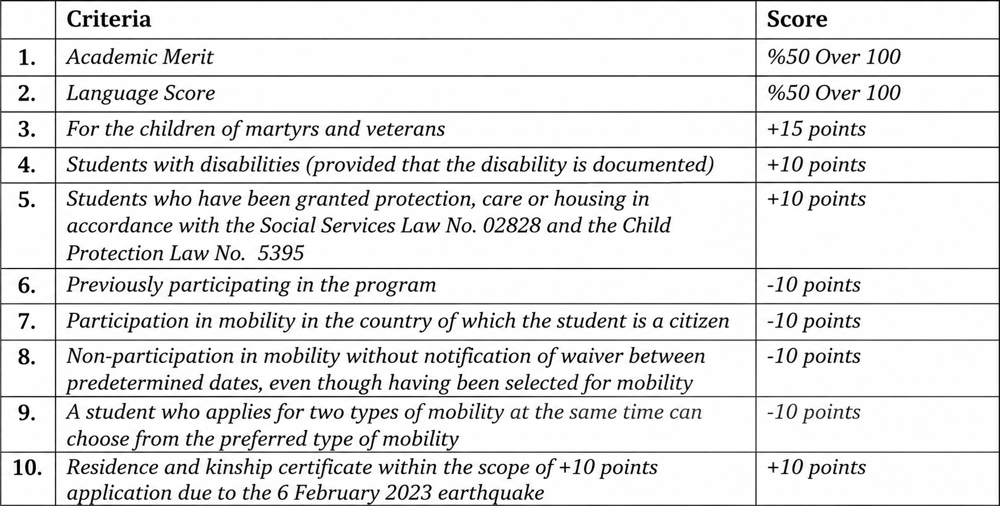 Criteria Score
1. Academic Merit %50 Over 100
2. Language Score %50 Over 100
3. For the children of martyrs and veterans +15 points
4. Students with disabilities (provided that the disability is documented) +10 points
5. Students who have been granted protection, care or housing in +10 points
accordance with the Social Services Law No. 02828 and the Child
Protection Law No.  5395
6. Previously participating in the program -10 points
7. Participation in mobility in the country of which the student is a citizen -10 points
8. Non-participation in mobility without notification of waiver between -10 points
predetermined dates, even though having been selected for mobility
9. A student who applies for two types of mobility at the same time can -10 points
choose from the preferred type of mobility
10. Residence and kinship certificate within the scope of +10 points +10 points
application due to the 6 February 2023 earthquake